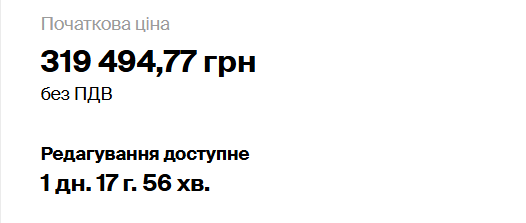 Початкова ціна
319 494,77 грн
без ПДВ
Редагування доступне
1 дн. 17 г. 56 хв.